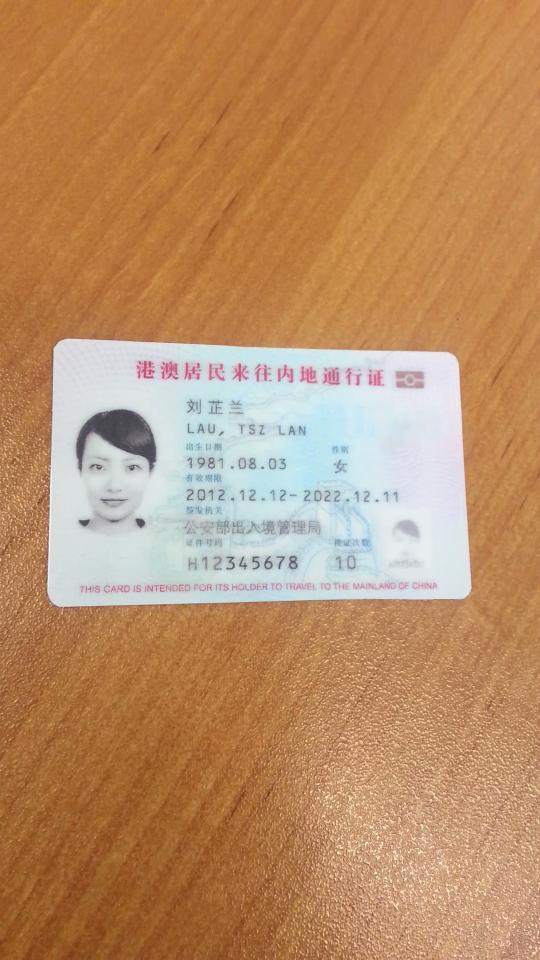 港澳居民来往内地通行证
刘芷兰
LAU, TSZ LAN
出生日期 性别
1981.08.03 女
有效期限
2012.12.12-2022.12.11
签发机关
公安部出入境管理局
证件号码 换证次数
H12345678 10
THIS CARD IS INTENDED FOR ITS HOLDER TO TRAVEL TO THE MAINLAND OF CHINA